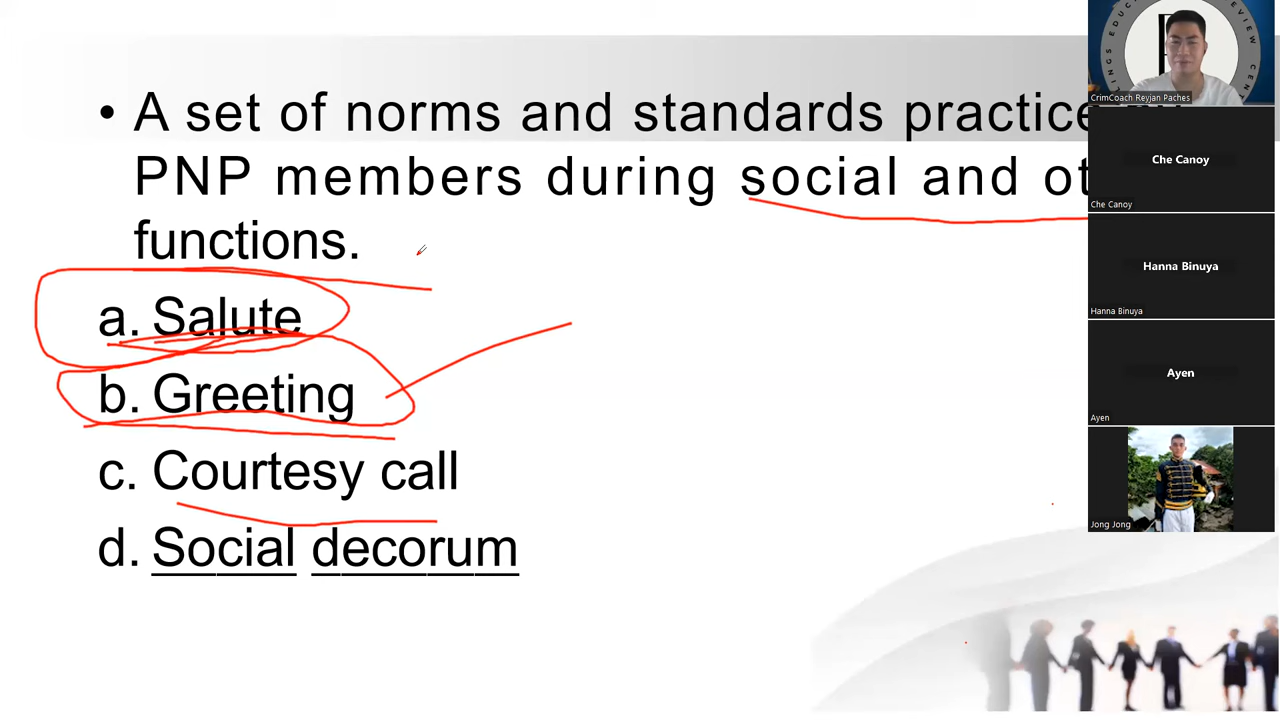 • A set of norms and standards practice
PNP members during social and ot
functions.
a. Salute
b. Greeting
c. Courtesy call
d. Social decorum
CrimCoach Reyjan Paches
Che Canoy
Che Canoy
Hanna Binuya
Hanna Binuya
Ayen
Ayen
Jong Jong